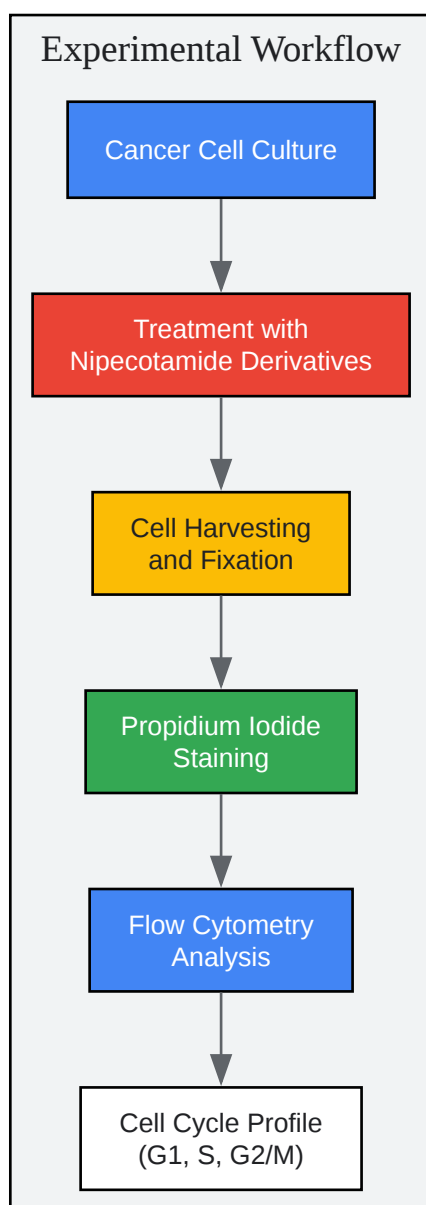 Experimental Workflow
Cancer Cell Culture
Treatment with
Nipecotamide Derivatives
Cell Harvesting
and Fixation
Propidium Iodide
Staining
Flow Cytometry
Analysis
Cell Cycle Profile
(G1, S, G2/M)